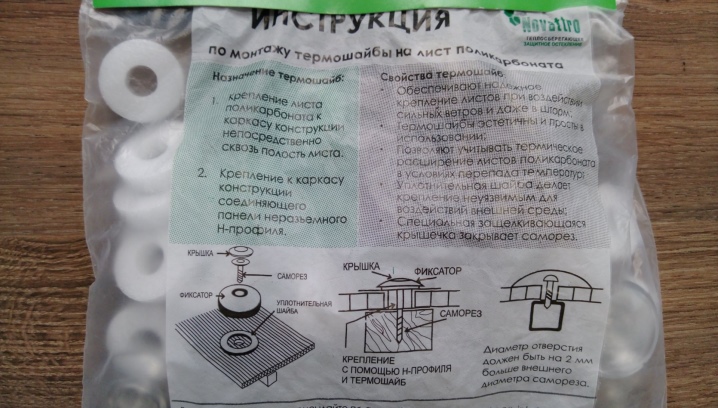 ИНСТРУКЦИЯ
Novattro
ТЕПЛОСБЕРЕГАЮЩЕЕ
ЗАЩИТНОЕ ОСТЕКЛЕНИЕ
по монтажу термошайбы на лист поликарбоната
Назначение термошайб:
1. крепление листа
поликарбоната к
каркасу конструкции
непосредственно
сквозь полость листа.
2. Крепление к каркасу
конструкции
соединяющего
панели неразъемного
Н-профиля.
Свойства термошайб
• Обеспечивают надежное
крепление листов при воздействии
сильных ветров и даже в шторм;
• Термошайбы эстетичны и просты в
использовании;
• Позволяют учитывать термическое
расширение листов поликарбоната
в условиях перепада температур;
• Уплотнительная шайба делает
крепление неуязвимым для
воздействий внешней среды;
• Специальная защелкивающаяся
крышечка закрывает саморез.
КРЫШКА
САМОРЕЗ
ФИКСАТОР
УПЛОТНИТЕЛЬНАЯ
ШАЙБА
КРЫШКА
ФИКСАТОР
САМОРЕЗ
КРЕПЛЕНИЕ
С ПОМОЩЬЮ Н-ПРОФИЛЯ
И ТЕРМОШАЙБ
Диаметр отверстия
должен быть на 2 мм
больше внешнего
диаметра самореза.